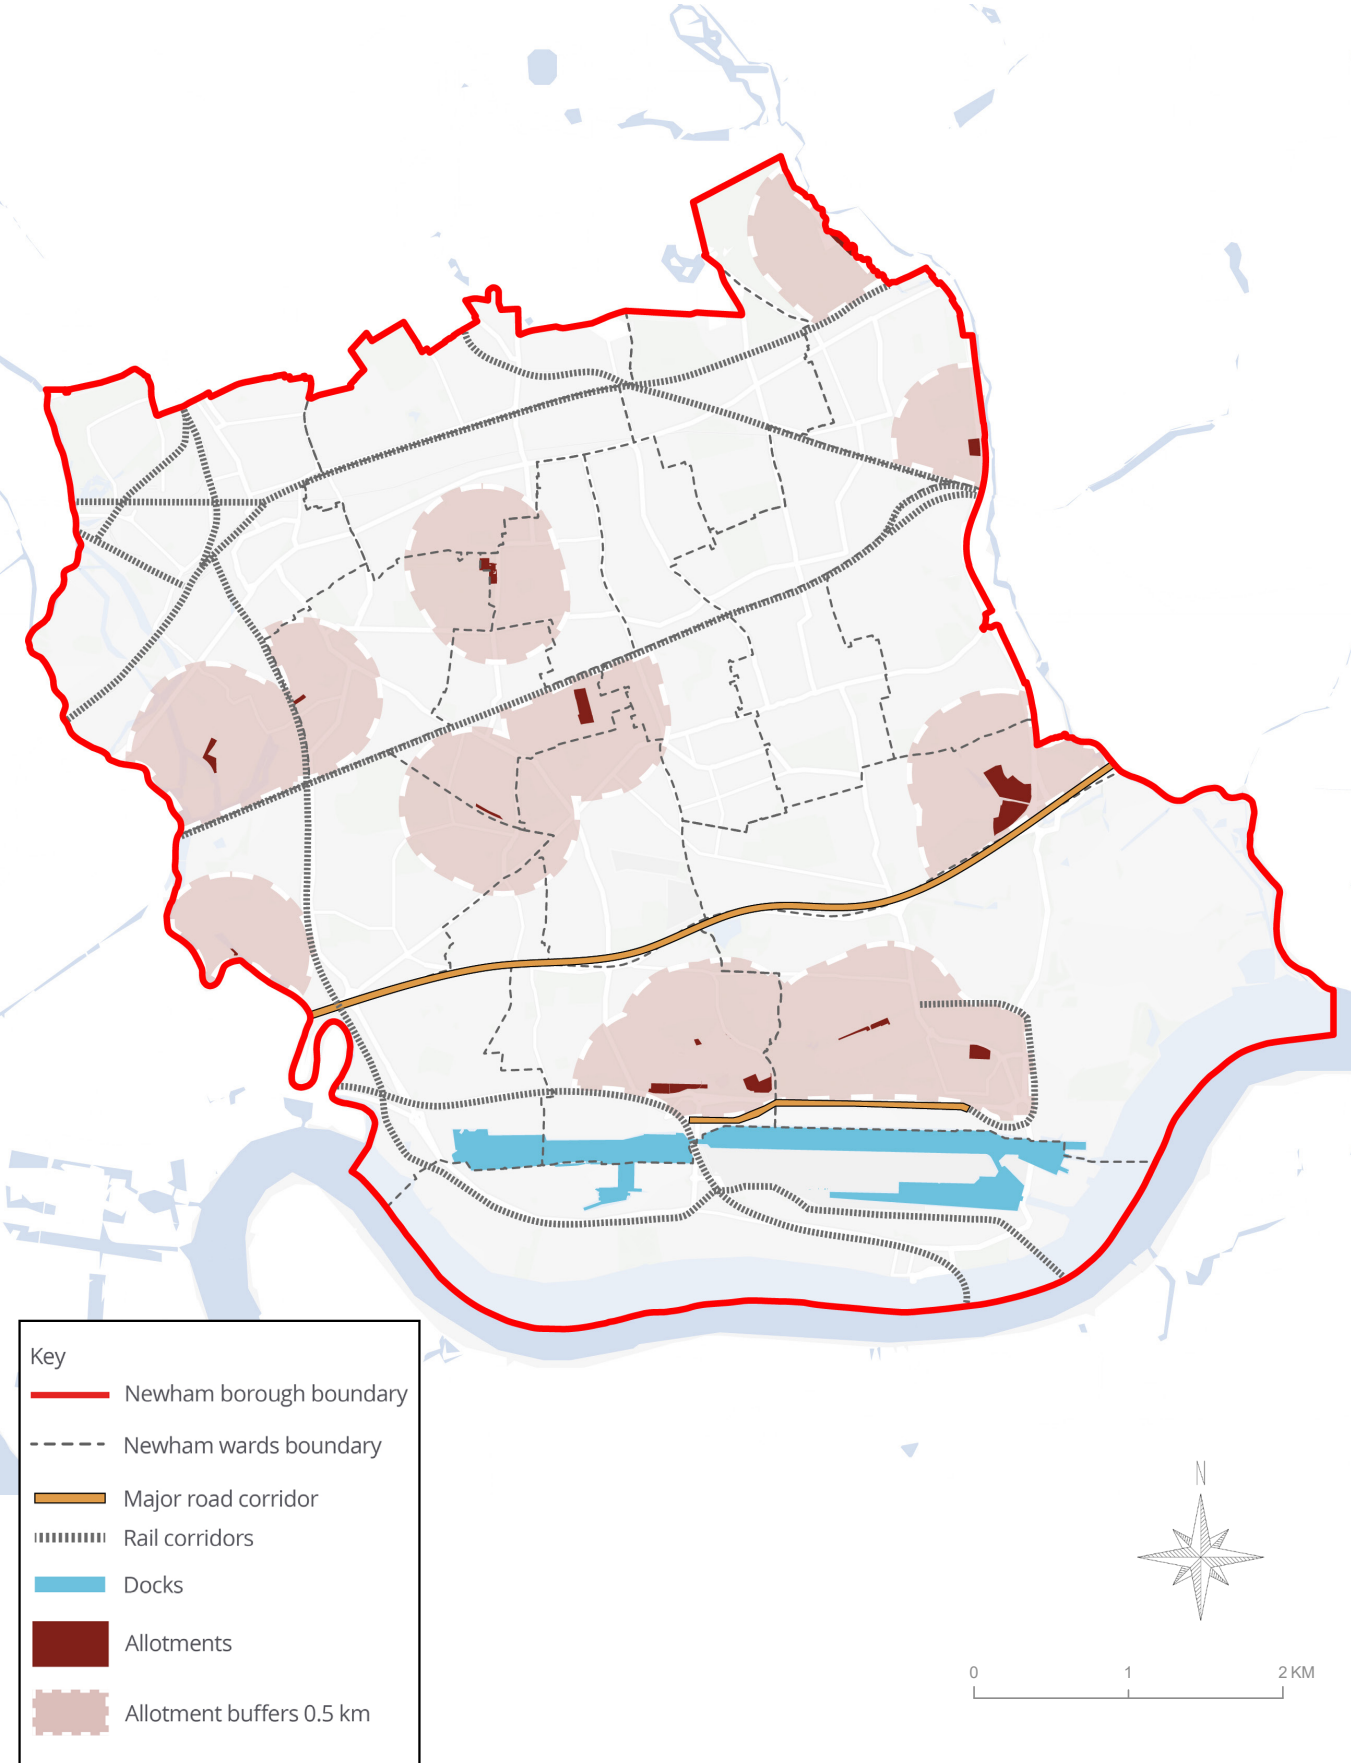 Key
Newham borough boundary
Newham wards boundary
Major road corridor
Rail corridors
Docks
Allotments
Allotment buffers 0.5 km
N
0 1 2 KM